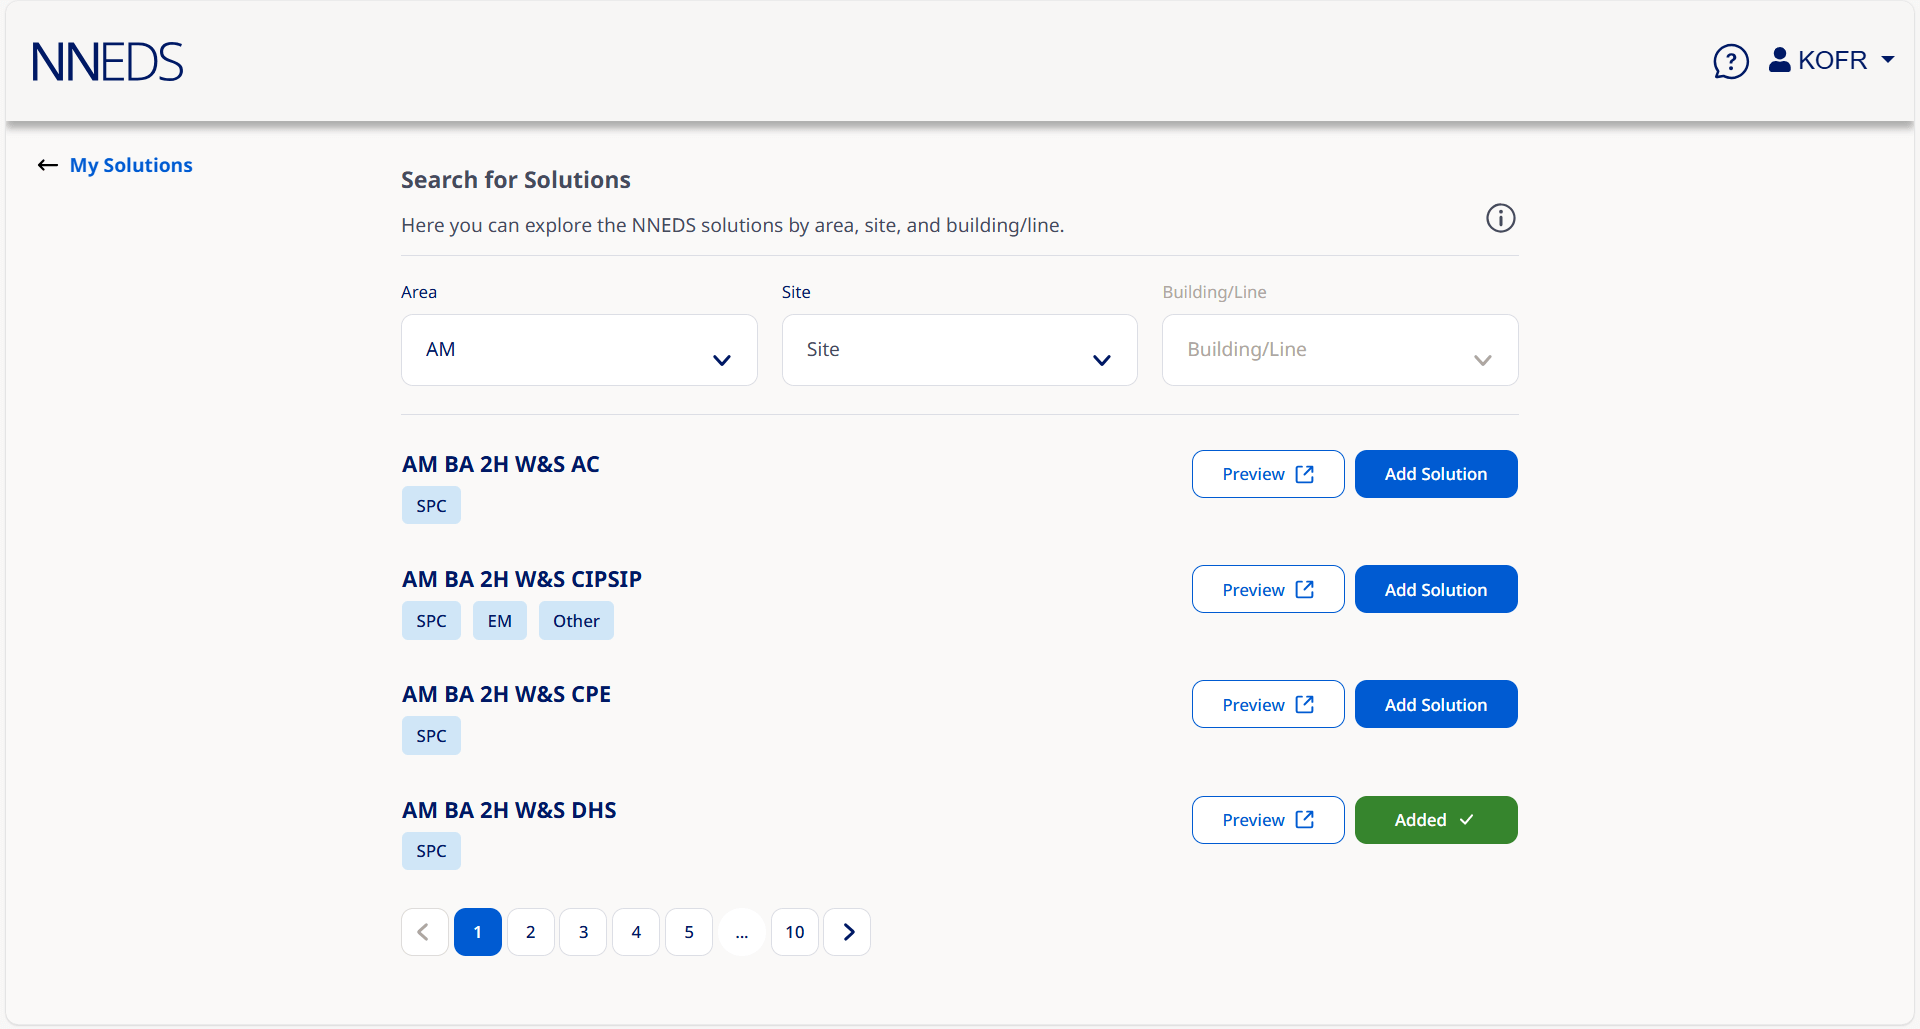 NNEDS
KOFR
My Solutions
Search for Solutions
Here you can explore the NNEDS solutions by area, site, and building/line.
Area
Site
Building/Line
AM
Site
Building/Line
AM BA 2H W&S AC
SPC
Preview
Add Solution
AM BA 2H W&S CIPSIP
SPC
EM
Other
Preview
Add Solution
AM BA 2H W&S CPE
SPC
Preview
Add Solution
AM BA 2H W&S DHS
SPC
Preview
Added
1
2
3
4
5
...
10